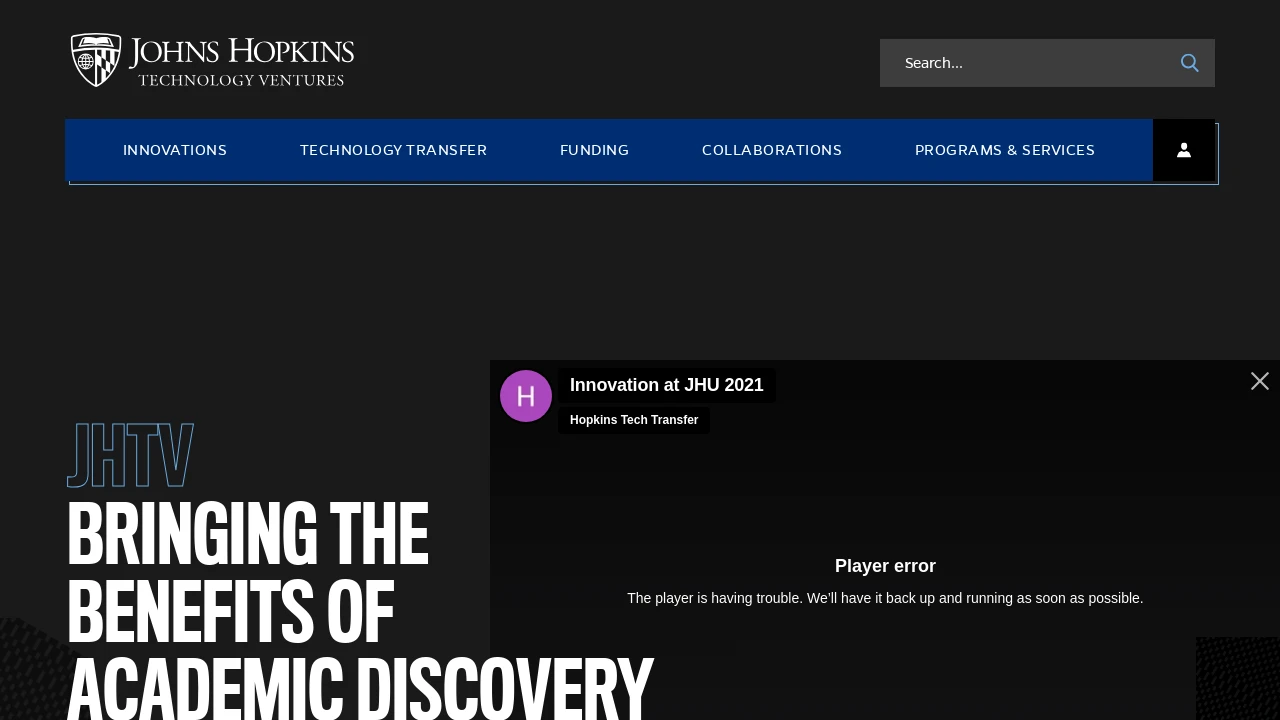 JOHNS HOPKINS
TECHNOLOGY VENTURES
Search...
INNOVATIONS
TECHNOLOGY TRANSFER
FUNDING
COLLABORATIONS
PROGRAMS & SERVICES
H
Innovation at JHU 2021
Hopkins Tech Transfer
Player error
The player is having trouble. We’ll have it back up and running as soon as possible.
JHTV
BRINGING THE
BENEFITS OF
ACADEMIC DISCOVERY